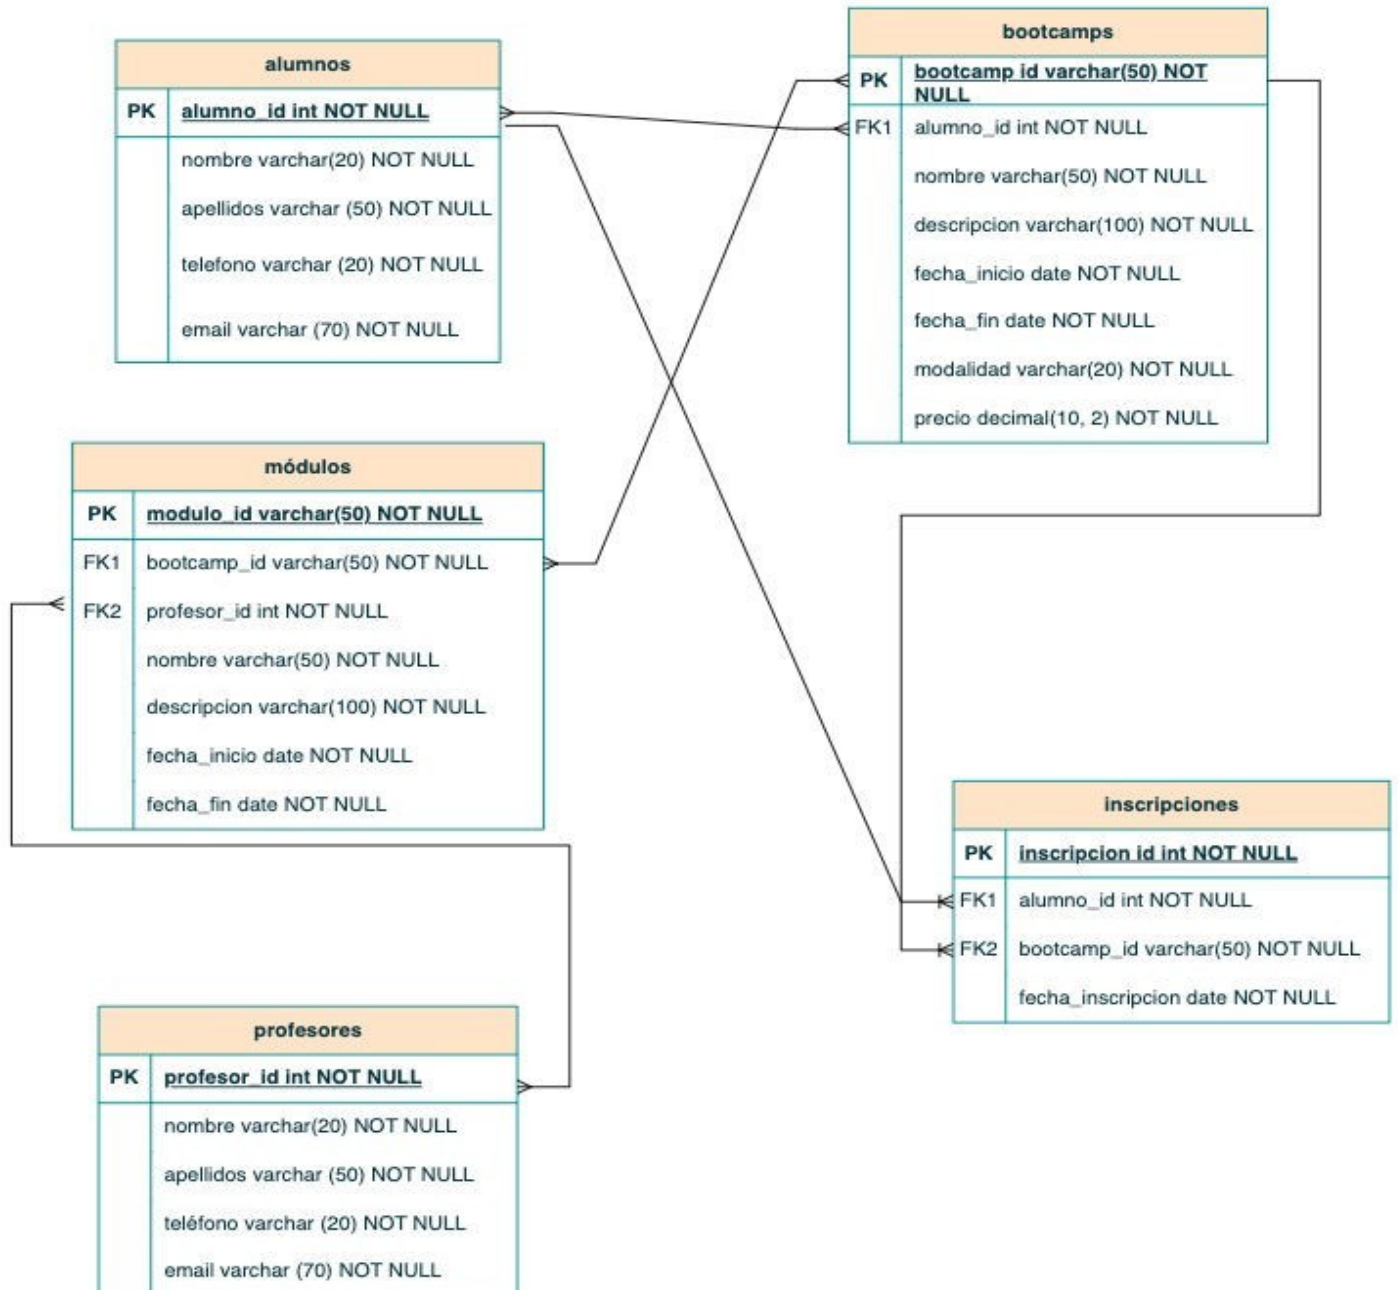 alumnos
PK alumno_id int NOT NULL
nombre varchar(20) NOT NULL
apellidos varchar (50) NOT NULL
telefono varchar (20) NOT NULL
email varchar (70) NOT NULL
bootcamps
PK bootcamp id varchar(50) NOT
NULL
FK1 alumno_id int NOT NULL
nombre varchar(50) NOT NULL
descripcion varchar(100) NOT NULL
fecha_inicio date NOT NULL
fecha_fin date NOT NULL
modalidad varchar(20) NOT NULL
precio decimal(10, 2) NOT NULL
módulos
PK modulo_id varchar(50) NOT NULL
FK1 bootcamp_id varchar(50) NOT NULL
FK2 profesor_id int NOT NULL
nombre varchar(50) NOT NULL
descripcion varchar(100) NOT NULL
fecha_inicio date NOT NULL
fecha_fin date NOT NULL
inscripciones
PK inscripcion id int NOT NULL
FK1 alumno_id int NOT NULL
FK2 bootcamp_id varchar(50) NOT NULL
fecha_inscripcion date NOT NULL
profesores
PK profesor_id int NOT NULL
nombre varchar(20) NOT NULL
apellidos varchar (50) NOT NULL
teléfono varchar (20) NOT NULL
email varchar (70) NOT NULL